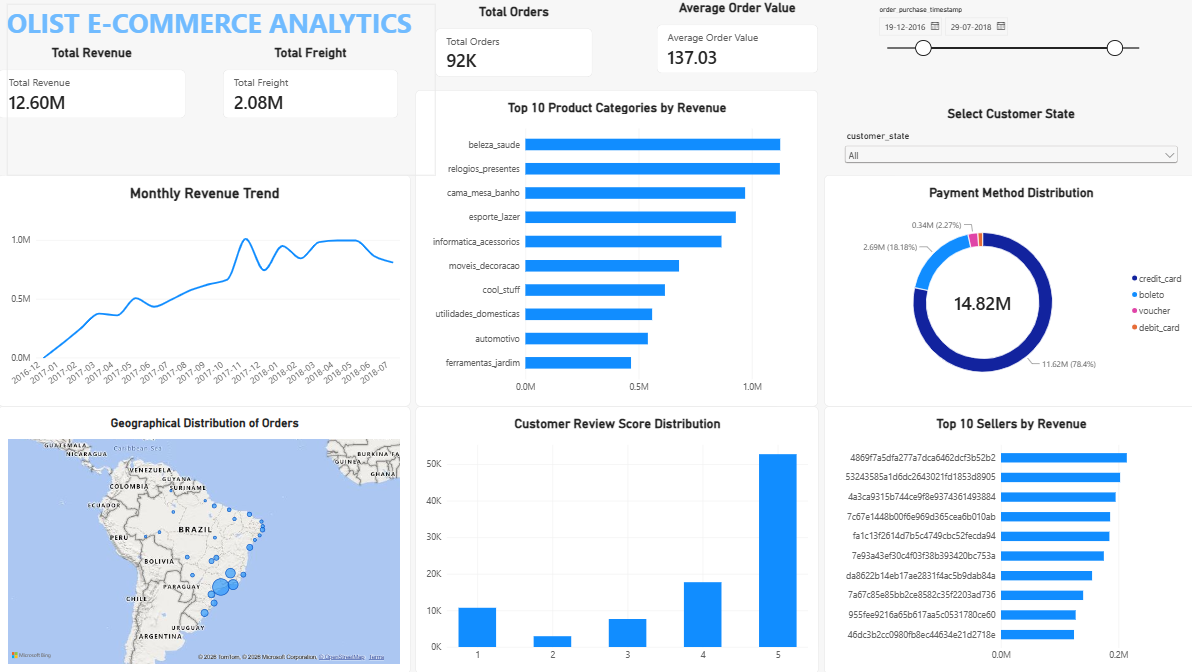 OLIST E-COMMERCE ANALYTICS
Total Revenue
Total Freight
Total Revenue
12.60M
Total Freight
2.08M
Total Orders
Total Orders
92K
Average Order Value
Average Order Value
137.03
order_purchase_timestamp
19-12-2016
29-07-2018
Select Customer State
customer_state
All
Monthly Revenue Trend
1.0M
0.5M
0.0M
2016-12
2017-01
2017-02
2017-03
2017-04
2017-05
2017-06
2017-07
2017-08
2017-09
2017-10
2017-11
2017-12
2018-01
2018-02
2018-03
2018-04
2018-05
2018-06
2018-07
Top 10 Product Categories by Revenue
beleza_saude
relogios_presentes
cama_mesa_banho
esporte_lazer
informatica_acessorios
moveis_decoracao
cool_stuff
utilidades_domesticas
automotivo
ferramentas_jardim
0.0M
0.5M
1.0M
Payment Method Distribution
0.34M (2.27%)
2.69M (18.18%)
14.82M
11.62M (78.4%)
credit_card
boleto
voucher
debit_card
Geographical Distribution of Orders
GUATEMALA
NICARAGUA
Caribbean Sea
VENEZUELA
GUYANA
SURINAME
COLOMBIA
ECUADOR
PERU
BRAZIL
BOLIVIA
PARAGUAY
CHILE
URUGUAY
ARGENTINA
BURKINA FA
GUINEA
GHANA
Microsoft Bing
© 2026 TomTom, © 2026 Microsoft Corporation, © OpenStreetMap Terms
Customer Review Score Distribution
50K
40K
30K
20K
10K
0K
1
2
3
4
5
Top 10 Sellers by Revenue
4869f7a5dfa277a7dca6462dcf3b52b2
53243585a1d6dc2643021fd1853d8905
4a3ca9315b744ce9f8e9374361493884
7c67e1448b00f6e969d365cea6b010ab
fa1c13f2614d7b5c4749cbc52fecda94
7e93a43ef30c4f03f38b393420bc753a
da8622b14eb17ae2831f4ac5b9dab84a
7a67c85e85bb2ce8582c35f2203ad736
955fee9216a65b617aa5c0531780ce60
46dc3b2cc0980fb8ec44634e21d2718e
0.0M
0.2M